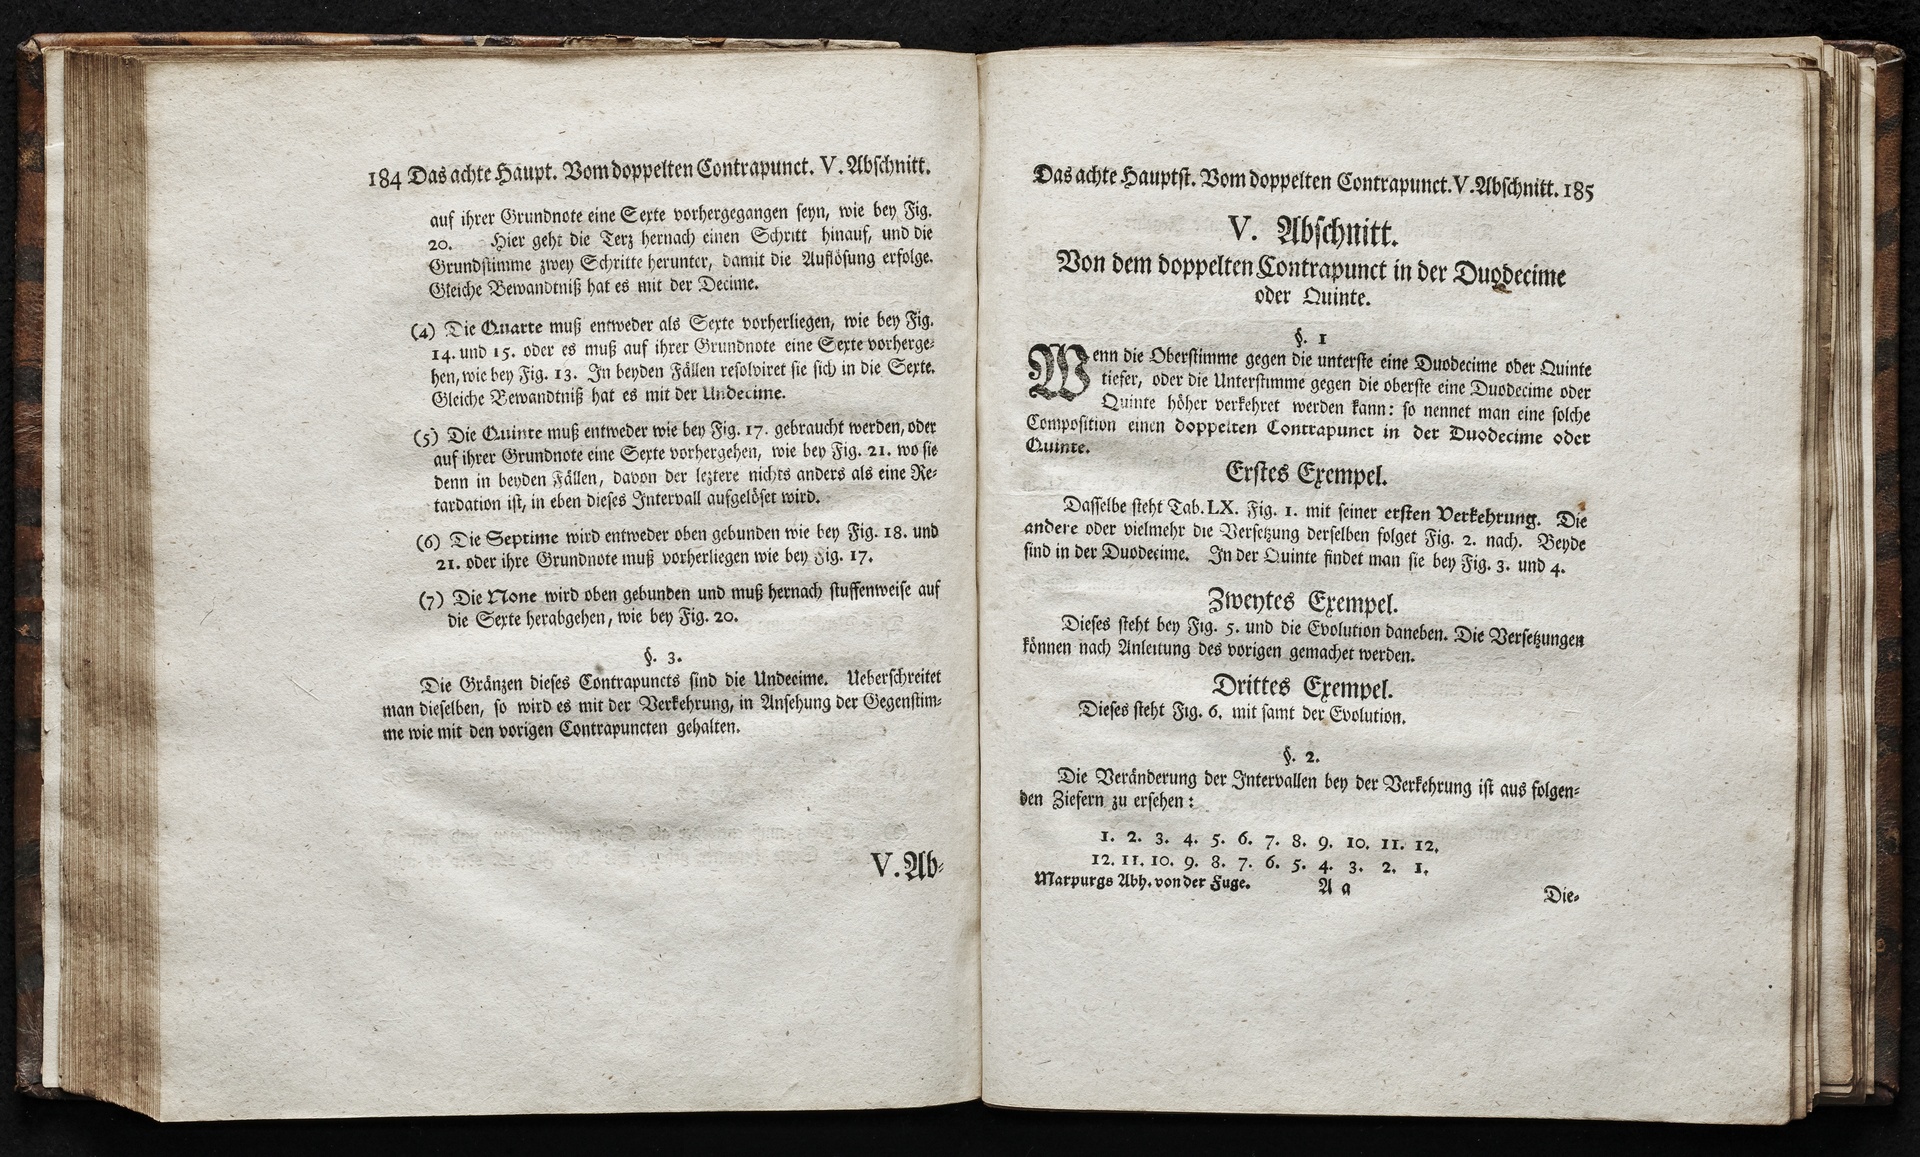 184 Das achte Haupt. Vom doppelten Contrapunct. V. Abschnitt.
auf ihrer Grundnote eine Sexte vorhergegangen seyn, wie bey Fig.
20. Hier geht die Terz hernach einen Schritt hinauf, und die
Grundstimme zwey Schritte herunter, damit die Auflösung erfolge.
Gleiche Bewandtniß hat es mit der Decime.
(4) Die Quarte muß entweder als Sexte vorherliegen, wie bey Fig.
14. und 15. oder es muß auf ihrer Grundnote eine Sexte vorherge-
hen, wie bey Fig. 13. In beyden Fällen resolviret sie sich in die Sexte.
Gleiche Bewandtniß hat es mit der Undecime.
(5) Die Quinte muß entweder wie bey Fig. 17. gebraucht werden, oder
auf ihrer Grundnote eine Sexte vorhergehen, wie bey Fig. 21. wo sie
denn in beyden Fällen, davon der leztere nichts anders als eine Re-
tardation ist, in eben dieses Intervall aufgelöset wird.
(6) Die Septime wird entweder oben gebunden wie bey Fig. 18. und
21. oder ihre Grundnote muß vorherliegen wie bey Fig. 17.
(7) Die None wird oben gebunden und muß hernach stuffenweise auf
die Sexte herabgehen, wie bey Fig. 20.
§. 3.
Die Gränzen dieses Contrapuncts sind die Undecime. Ueberschreitet
man dieselben, so wird es mit der Verkehrung, in Ansehung der Gegenstim-
me wie mit den vorigen Contrapuncten gehalten.
V. Ab-
Das achte Hauptst. Vom doppelten Contrapunct. V. Abschnitt. 185
V. Abschnitt.
Von dem doppelten Contrapunct in der Duodecime
oder Quinte.
§. 1
Wenn die Oberstimme gegen die unterste eine Duodecime oder Quinte
tiefer, oder die Unterstimme gegen die oberste eine Duodecime oder
Quinte höher verkehret werden kann: so nennet man eine solche
Composition einen doppelten Contrapunct in der Duodecime oder
Quinte.
Erstes Exempel.
Dasselbe steht Tab. LX. Fig. 1. mit seiner ersten Verkehrung. Die
andere oder vielmehr die Versetzung derselben folget Fig. 2. nach. Beyde
sind in der Duodecime. In der Quinte findet man sie bey Fig. 3. und 4.
Zweytes Exempel.
Dieses steht bey Fig. 5. und die Evolution daneben. Die Versetzungen
können nach Anleitung des vorigen gemachet werden.
Drittes Exempel.
Dieses steht Fig. 6. mit samt der Evolution.
§. 2.
Die Veränderung der Intervallen bey der Verkehrung ist aus folgen-
den Ziefern zu ersehen:
1. 2. 3. 4. 5. 6. 7. 8. 9. 10. 11. 12.
12. 11. 10. 9. 8. 7. 6. 5. 4. 3. 2. 1.
Marpurgs Abh. von der Fuge. A a
Die-